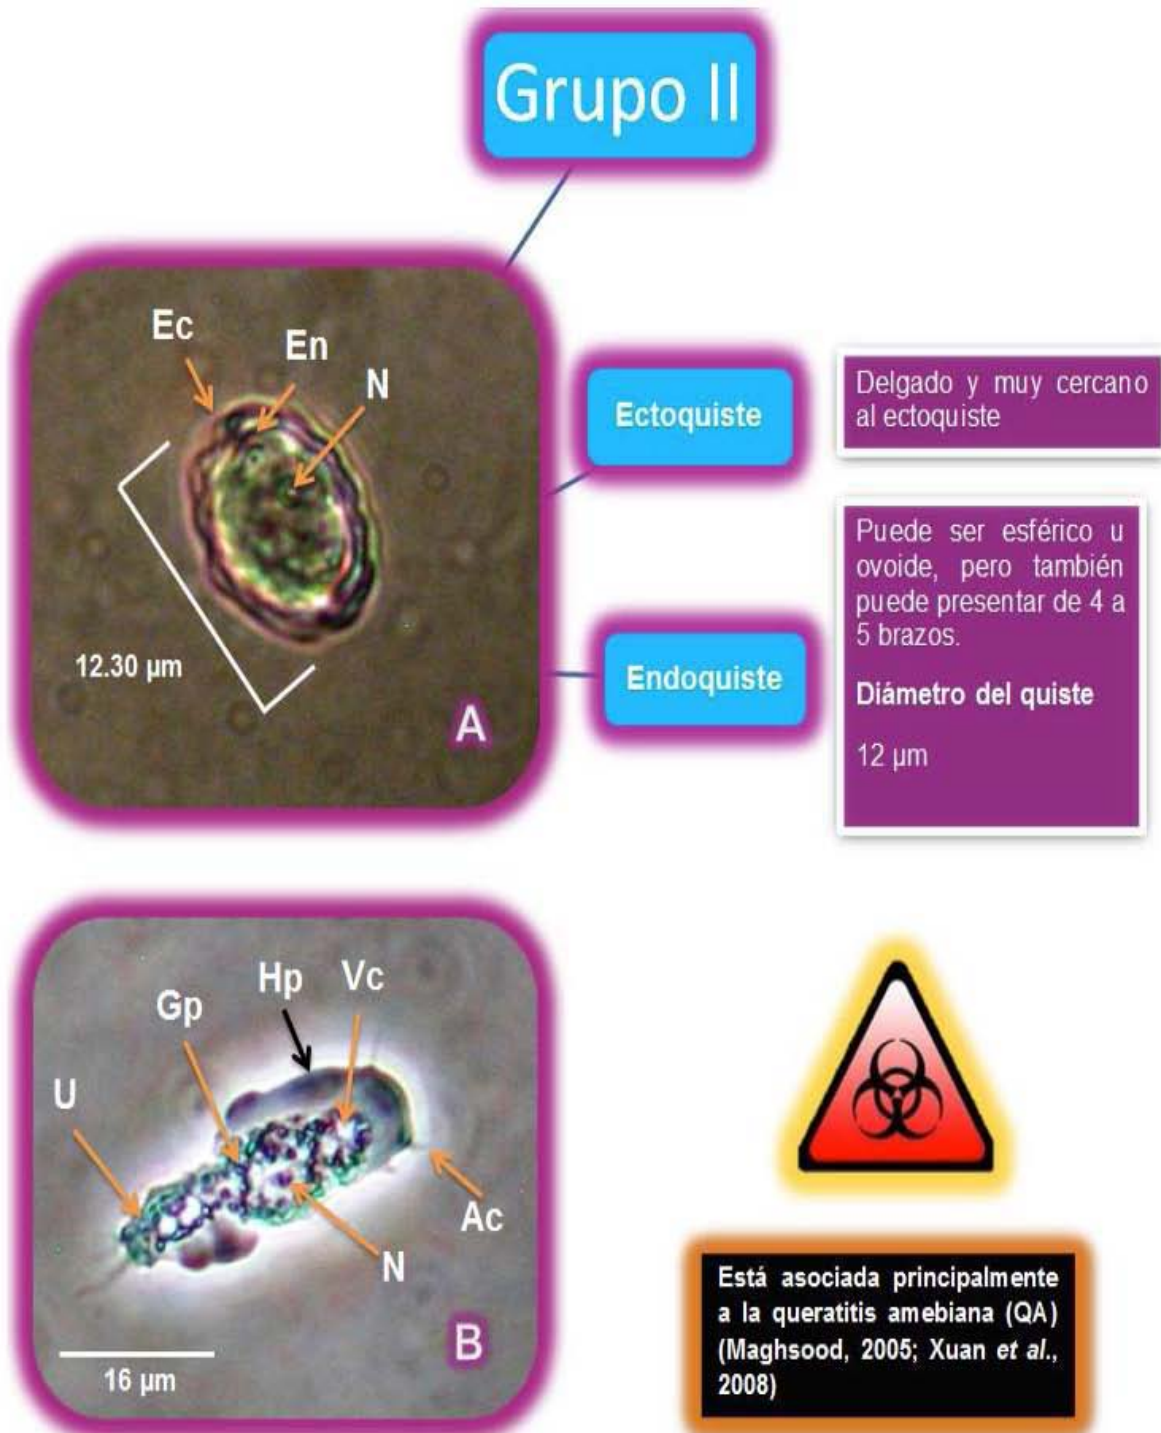 Grupo II
Ec
En
N
12.30 µm
A
Ectoquiste
Delgado y muy cercano
al ectoquiste
Endoquiste
Puede ser esférico u
ovoide, pero también
puede presentar de 4 a
5 brazos.
Diámetro del quiste
12 µm
Hp
Vc
Gp
U
Ac
N
B
16 µm
Está asociada principalmente
a la queratitis amebiana (QA)
(Maghsood, 2005; Xuan et al.,
2008)